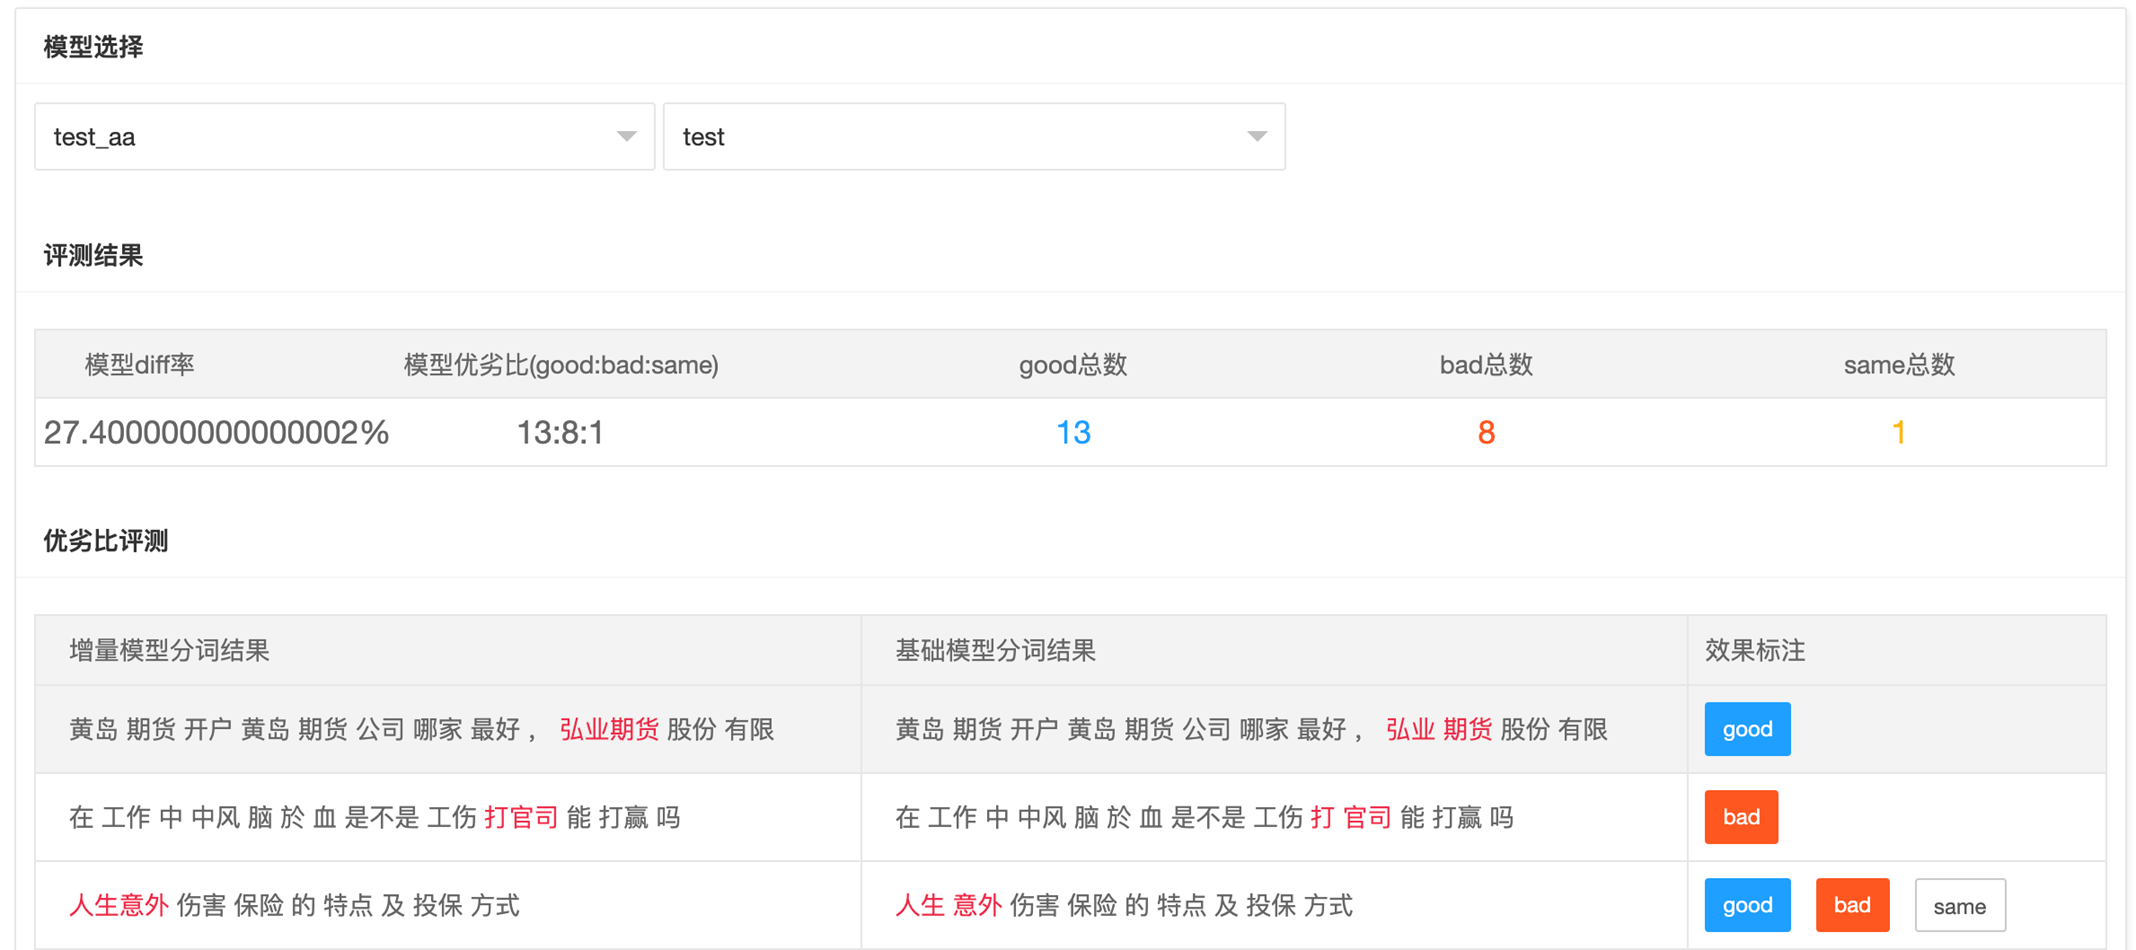 模型选择
test_aa test
评测结果
模型diff率 模型优劣比(good:bad:same) good总数 bad总数 same总数
27.400000000000002% 13:8:1 13 8 1
优劣比评测
增量模型分词结果 基础模型分词结果 效果标注
黄岛 期货 开户 黄岛 期货 公司 哪家 最好 , 弘业期货 股份 有限 黄岛 期货 开户 黄岛 期货 公司 哪家 最好 , 弘业 期货 股份 有限 good
在 工作 中 中风 脑 於 血 是不是 工伤 打官司 能 打赢 吗 在 工作 中 中风 脑 於 血 是不是 工伤 打 官司 能 打赢 吗 bad
人生意外 伤害 保险 的 特点 及 投保 方式 人生 意外 伤害 保险 的 特点 及 投保 方式 good bad same